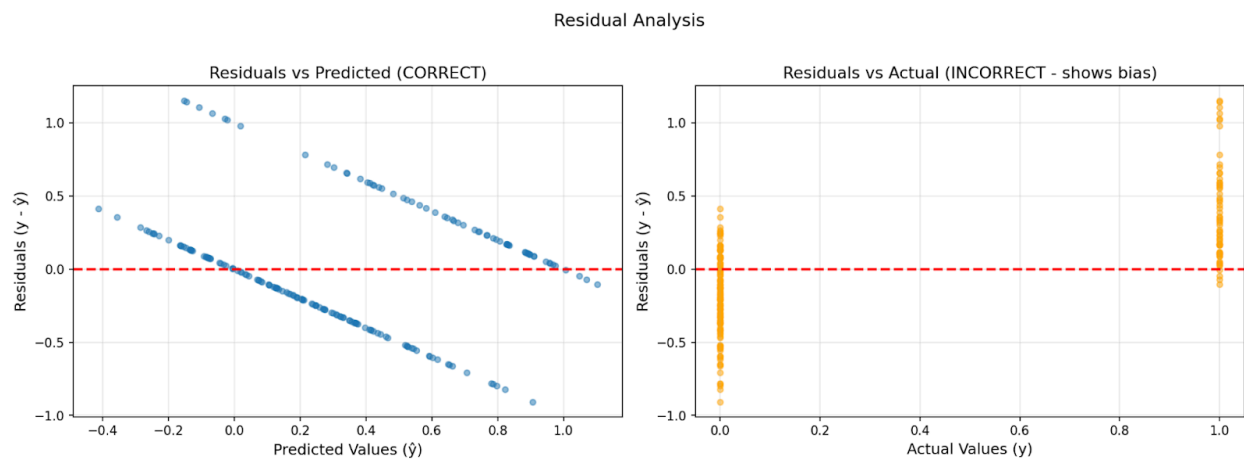 Residual Analysis
Residuals vs Predicted (CORRECT)
Residuals (y - ŷ)
1.0
0.5
0.0
−0.5
−1.0
−0.4 −0.2 0.0 0.2 0.4 0.6 0.8 1.0
Predicted Values (ŷ)
Residuals vs Actual (INCORRECT - shows bias)
Residuals (y - ŷ)
1.0
0.5
0.0
−0.5
−1.0
0.0 0.2 0.4 0.6 0.8 1.0
Actual Values (y)